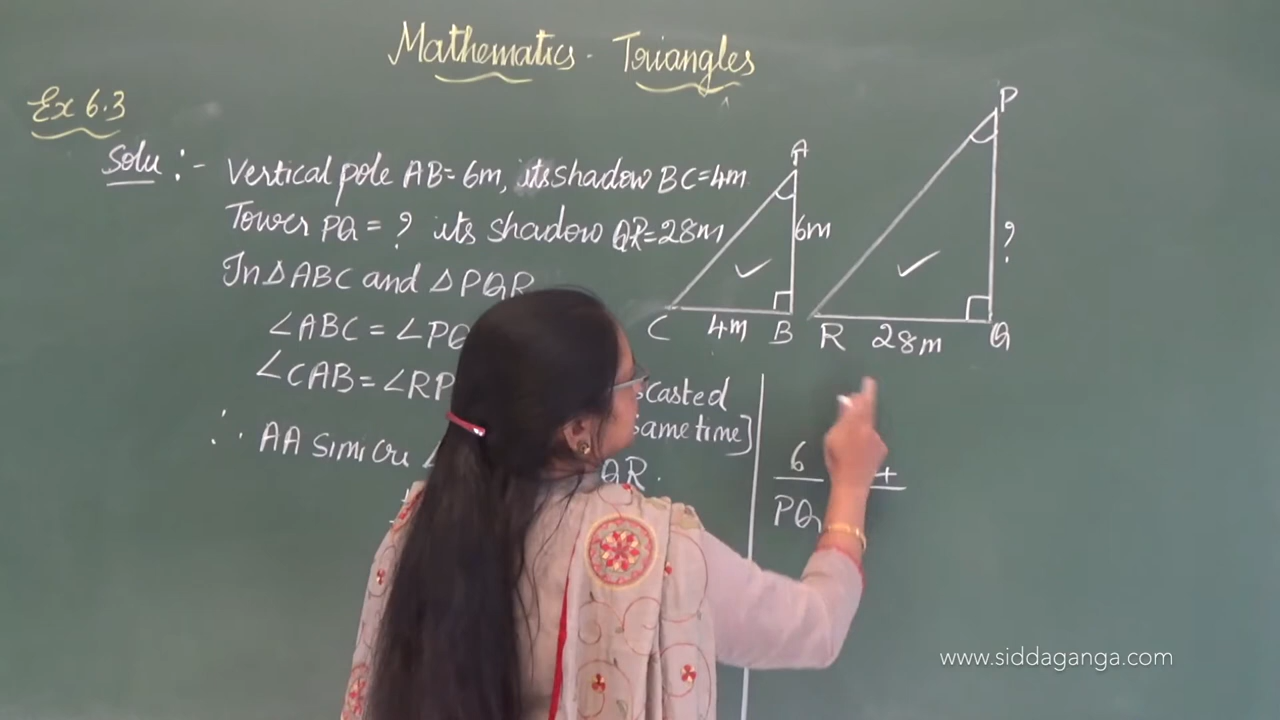 Mathematics - Triangles
Ex 6.3
Solu :- Vertical pole AB = 6m, its shadow BC = 4m
Tower PQ = ? its shadow QR = 28m
In △ABC and △PQR
∠ABC = ∠PQ
∠CAB = ∠RP casted
same time]
∴ AA Simi Cri △ QR.
A
6m
C 4m B
P
?
R 28m Q
6
PQ
www.siddaganga.com